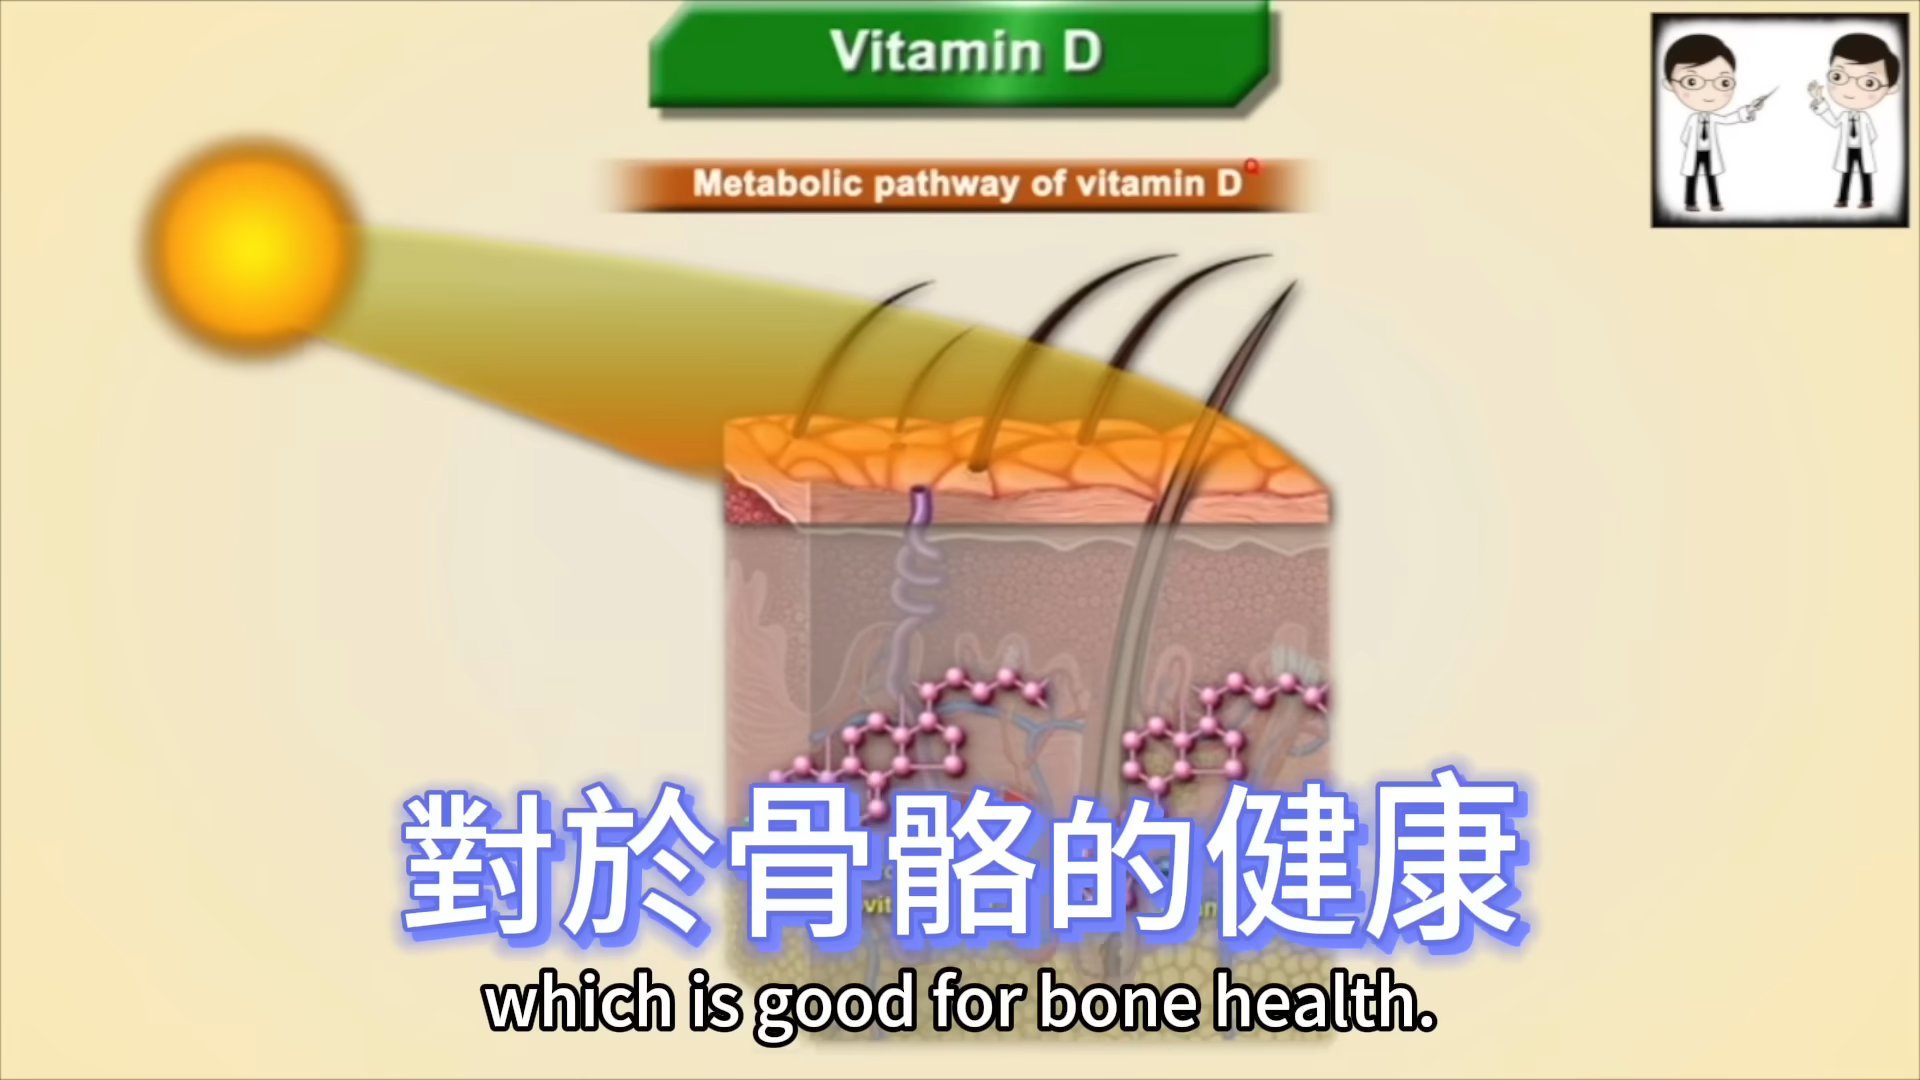 Vitamin D
Metabolic pathway of vitamin D
對於骨骼的健康
which is good for bone health.